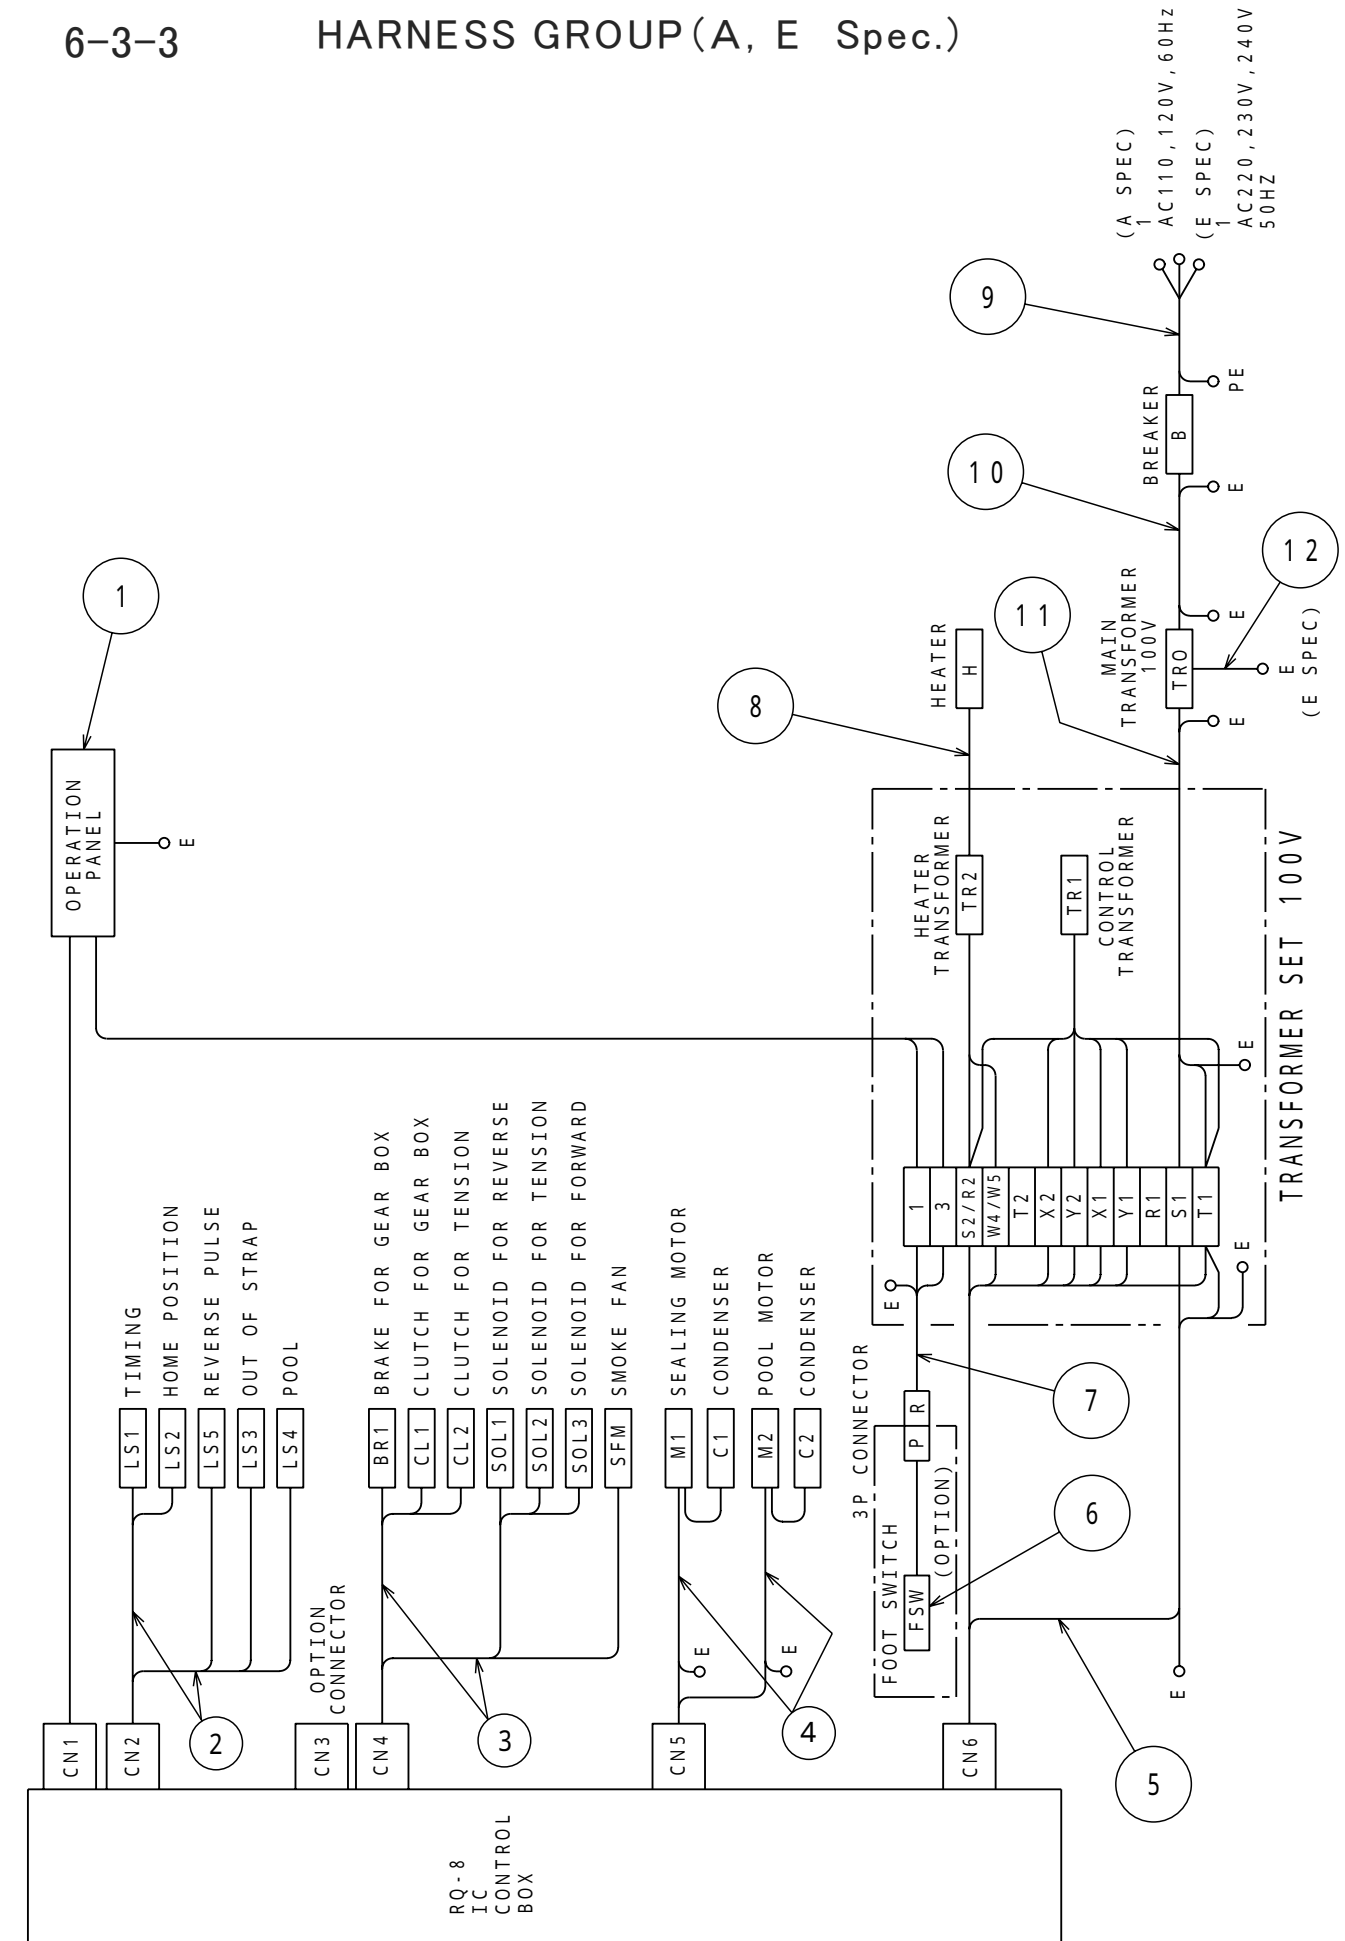 6-3-3 HARNESS GROUP(A, E Spec.)
(A SPEC)
1
AC110,120V,60Hz
(E SPEC)
1
AC220,230V,240V
50HZ
9
PE
BREAKER
B
10
E
E
12
MAIN
TRANSFORMER
100V
TRO
E
(E SPEC)
E
11
HEATER
H
8
1
OPERATION
PANEL
E
HEATER
TRANSFORMER
TR2
TR1
CONTROL
TRANSFORMER
TRANSFORMER SET 100V
E
1
3
S2/R2
W4/W5
T2
X2
Y2
X1
Y1
R1
S1
T1
E
E
LS1 TIMING
LS2 HOME POSITION
LS5 REVERSE PULSE
LS3 OUT OF STRAP
LS4 POOL
BR1 BRAKE FOR GEAR BOX
CL1 CLUTCH FOR GEAR BOX
CL2 CLUTCH FOR TENSION
SOL1 SOLENOID FOR REVERSE
SOL2 SOLENOID FOR TENSION
SOL3 SOLENOID FOR FORWARD
SFM SMOKE FAN
M1 SEALING MOTOR
C1 CONDENSER
M2 POOL MOTOR
C2 CONDENSER
3P CONNECTOR
P R
7
FOOT SWITCH
FSW
(OPTION)
6
E
E
E
5
2
3
4
OPTION
CONNECTOR
CN1
CN2
CN3
CN4
CN5
CN6
RQ-8
IC
CONTROL
BOX